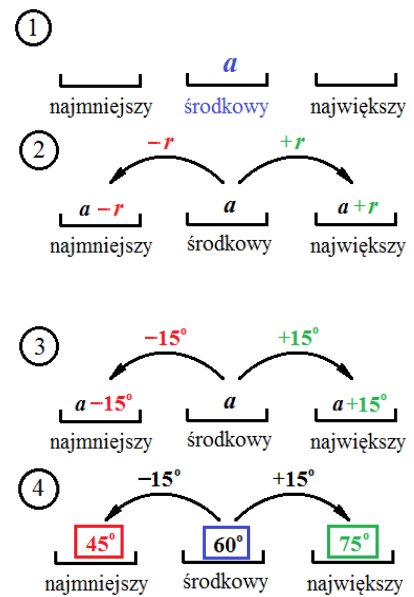 1
a
najmniejszy środkowy największy
2
−r +r
a −r a a +r
najmniejszy środkowy największy
3
−15° +15°
a −15° a a +15°
najmniejszy środkowy największy
4
−15° +15°
45° 60° 75°
najmniejszy środkowy największy